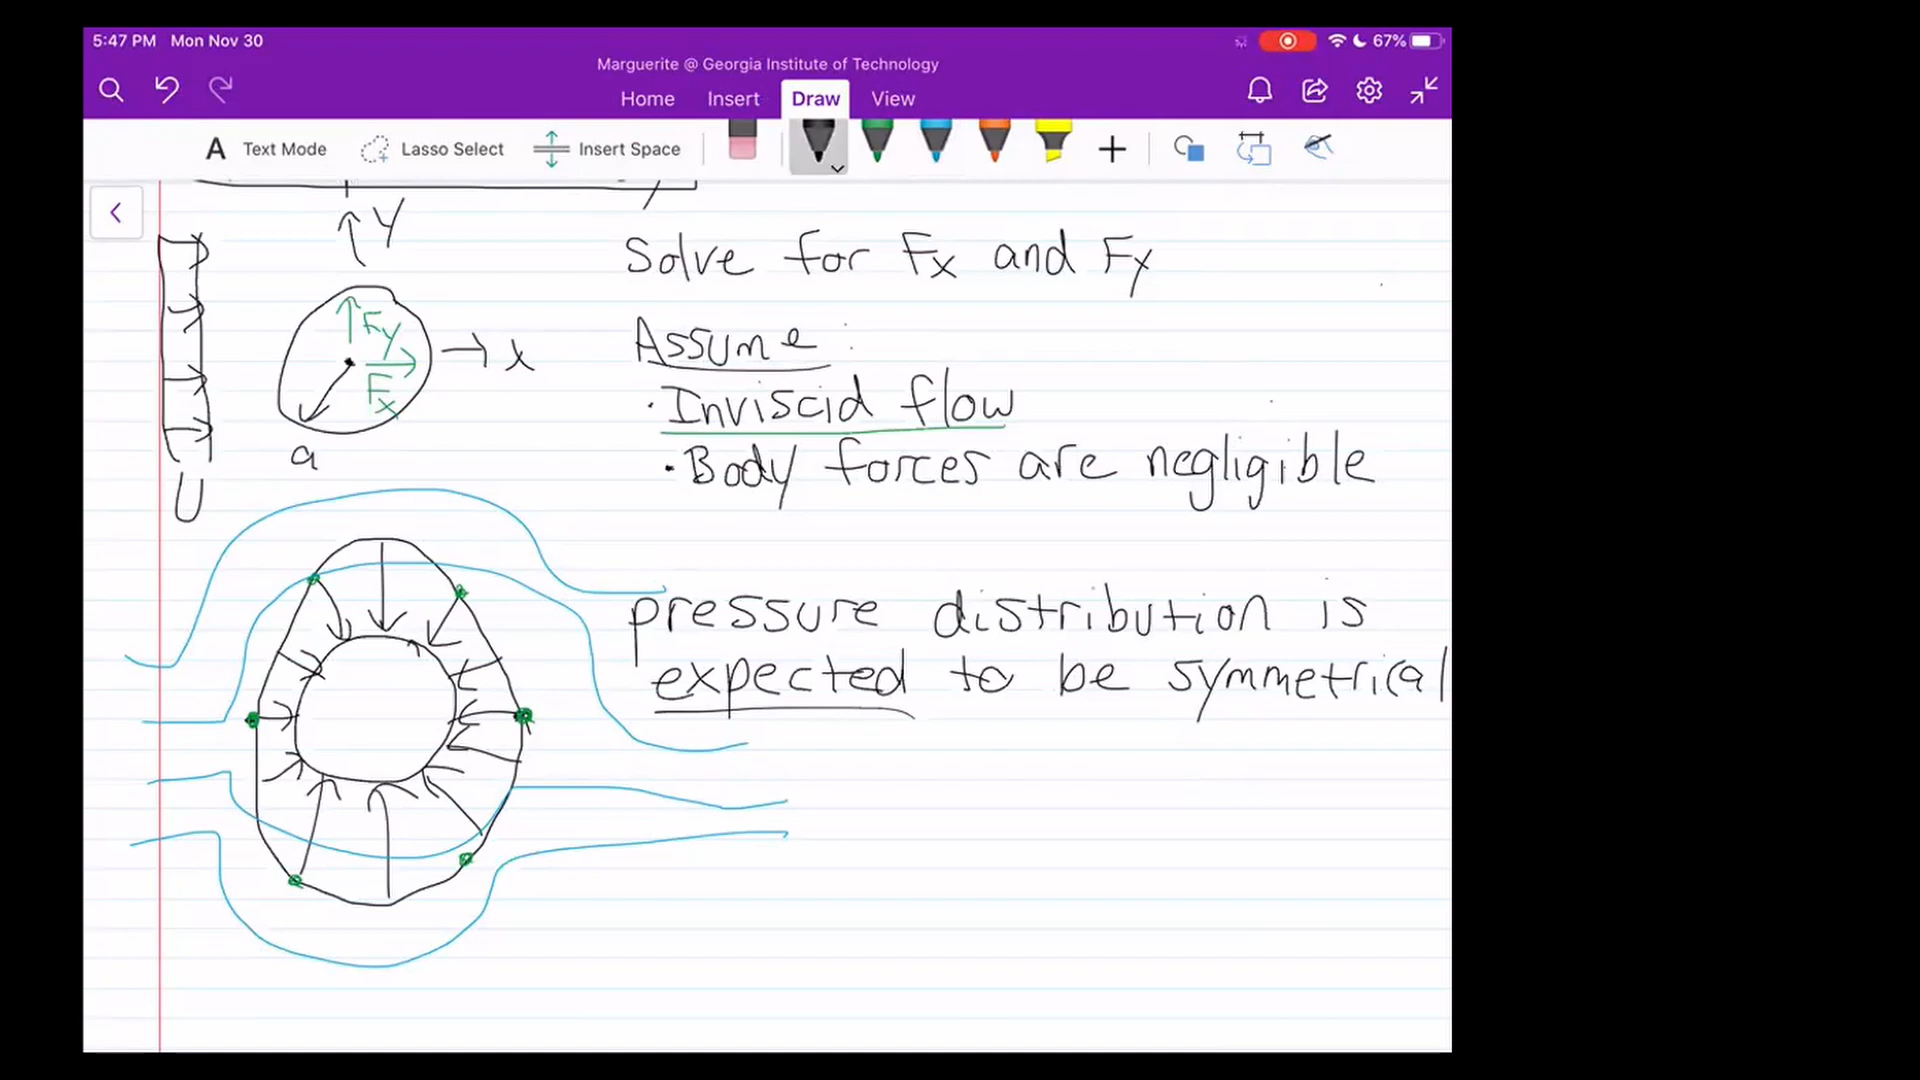 5:47 PM Mon Nov 30
67%
Marguerite @ Georgia Institute of Technology
Home Insert Draw View
A Text Mode Lasso Select Insert Space
Y
Solve for Fx and Fy
Fy
Fx
→ x
a
U
Assume:
· Inviscid flow
· Body forces are negligible
pressure distribution is
expected to be symmetrical